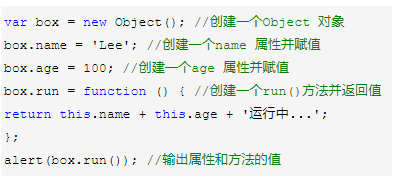 var box = new Object(); //创建一个Object 对象
box.name = 'Lee'; //创建一个name 属性并赋值
box.age = 100; //创建一个age 属性并赋值
box.run = function () { //创建一个run()方法并返回值
return this.name + this.age + '运行中...';
};
alert(box.run()); //输出属性和方法的值